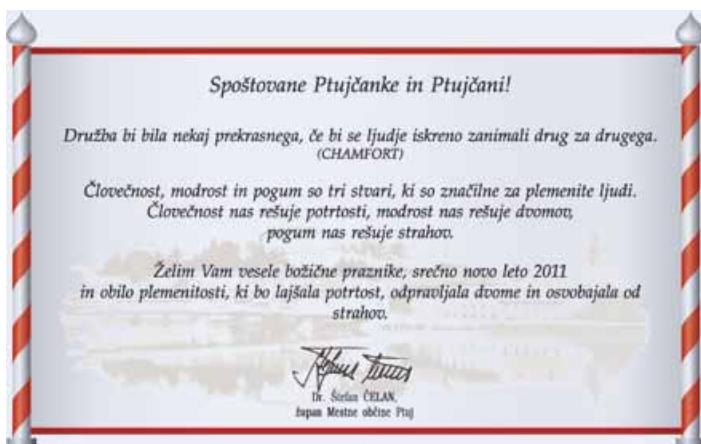 Spoštovane Ptujčanke in Ptujčani!
Družba bi bila nekaj prekrasnega, če bi se ljudje iskreno zanimali drug za drugega.
(CHAMFORT)
Človečnost, modrost in pogum so tri stvari, ki so značilne za plemenite ljudi.
Človečnost nas rešuje potrtosti, modrost nas rešuje dvomov,
pogum nas rešuje strahov.
Želim Vam vesele božične praznike, srečno novo leto 2011
in obilo plemenitosti, ki bo lajšala potrtost, odpravljala dvome in osvobajala od
strahov.
Dr. Štefan ČELAN,
župan Mestne občine Ptuj